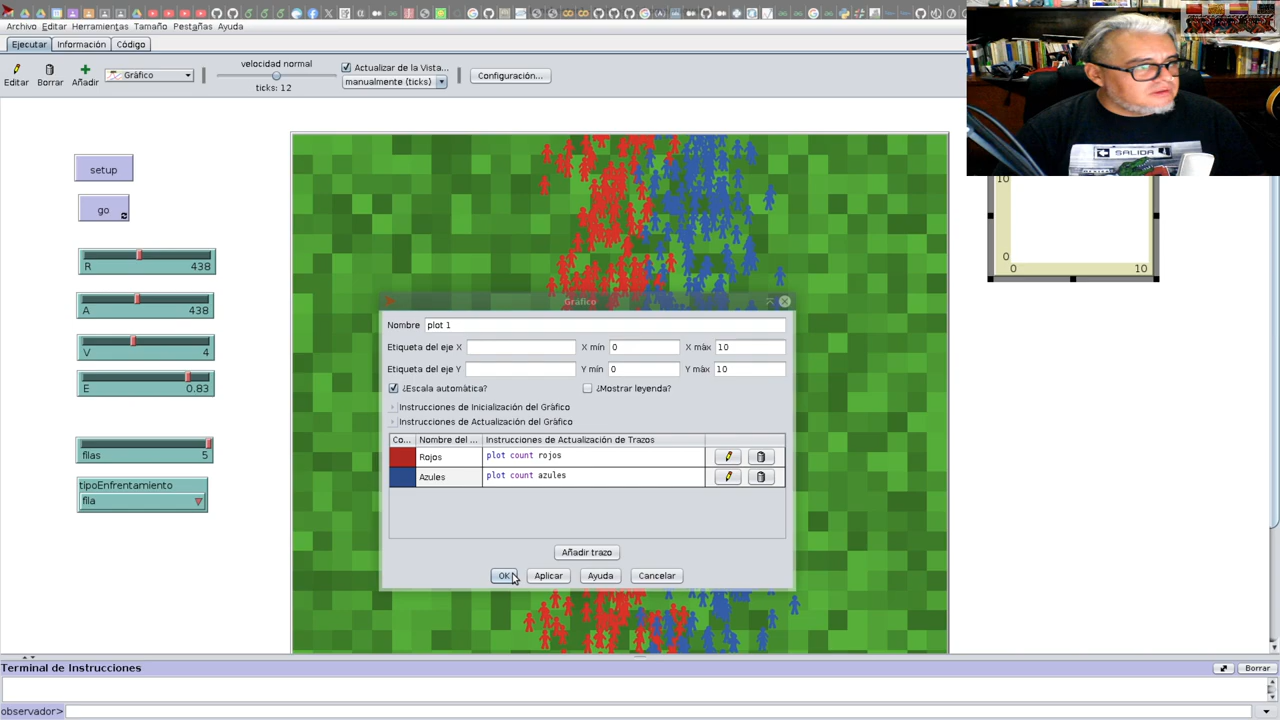 Archivo Editar Herramientas Tamaño Pestañas Ayuda
Ejecutar Información Código
Editar Borrar Añadir Gráfico
velocidad normal
ticks: 12
Actualizar de la Vista...
manualmente (ticks)
Configuración...
setup
go
R 438
A 438
V 4
E 0.83
filas 5
tipoEnfrentamiento
fila
SALIDA
10
0
0 10
Gráfico
Nombre plot 1
Etiqueta del eje X X mín 0 X máx 10
Etiqueta del eje Y Y mín 0 Y máx 10
¿Escala automática? ¿Mostrar leyenda?
Instrucciones de Inicialización del Gráfico
Instrucciones de Actualización del Gráfico
Co... Nombre del ... Instrucciones de Actualización de Trazos
Rojos plot count rojos
Azules plot count azules
Añadir trazo
OK Aplicar Ayuda Cancelar
Terminal de Instrucciones Borrar
observador>